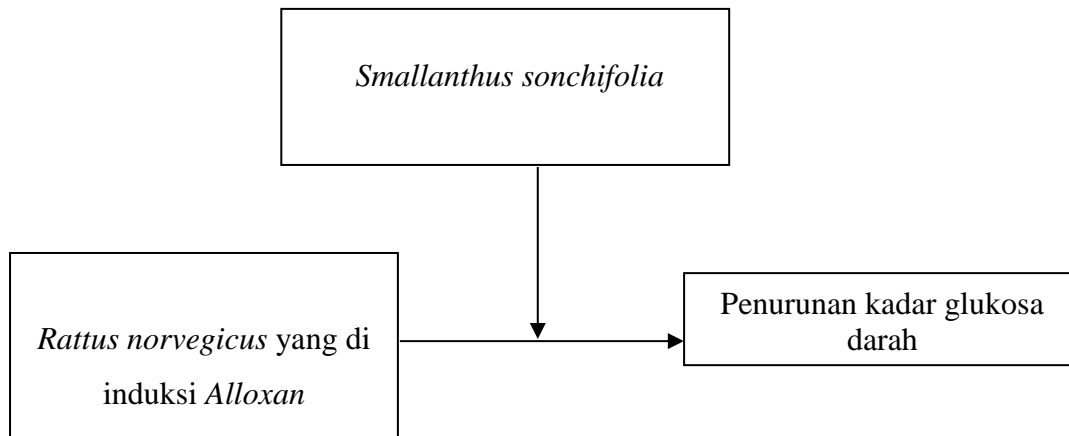 Smallanthus sonchifolia
Rattus norvegicus yang di
induksi Alloxan
Penurunan kadar glukosa
darah